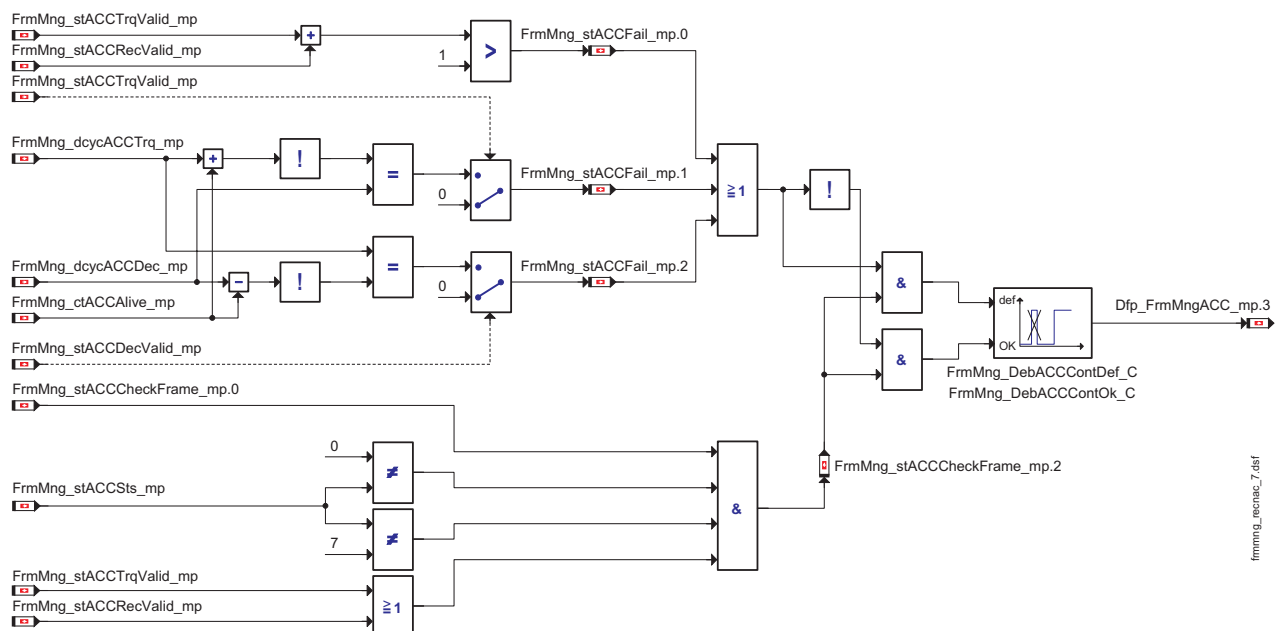 FrmMng_stACCTrqValid_mp
FrmMng_stACCRecValid_mp
FrmMng_stACCTrqValid_mp
+
1
>
FrmMng_stACCFail_mp.0
FrmMng_dcycACCTrq_mp
+
!
=
0
FrmMng_stACCFail_mp.1
≧1
!
FrmMng_dcycACCDec_mp
FrmMng_ctACCAlive_mp
-
!
=
0
FrmMng_stACCFail_mp.2
&
&
def
OK
Dfp_FrmMngACC_mp.3
FrmMng_DebACCContDef_C
FrmMng_DebACCContOk_C
FrmMng_stACCDecValid_mp
FrmMng_stACCCheckFrame_mp.0
0
≠
FrmMng_stACCSts_mp
7
≠
&
FrmMng_stACCCheckFrame_mp.2
FrmMng_stACCTrqValid_mp
FrmMng_stACCRecValid_mp
≧1
frmmng_recnac_7.dsf